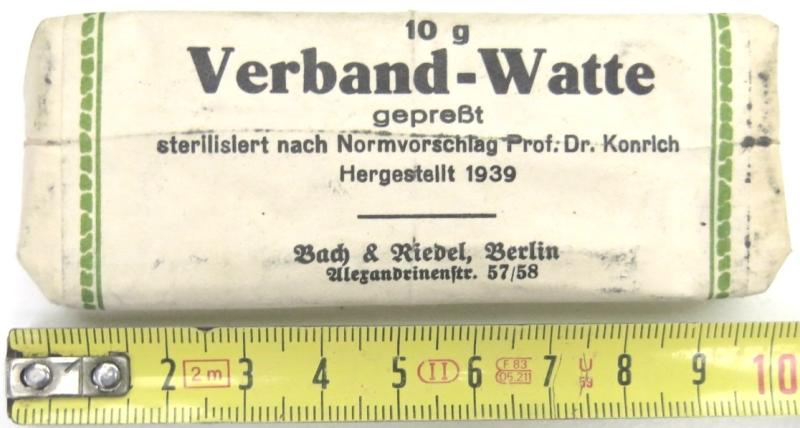 10 g
Verband-Watte
gepreßt
sterilisiert nach Normvorschlag Prof. Dr. Konrich
Hergestellt 1939
Bach & Riedel, Berlin
Alexandrinenstr. 57/58
2 2 m 3 4 5 II 6 F 83 05.21 7 8 9 10